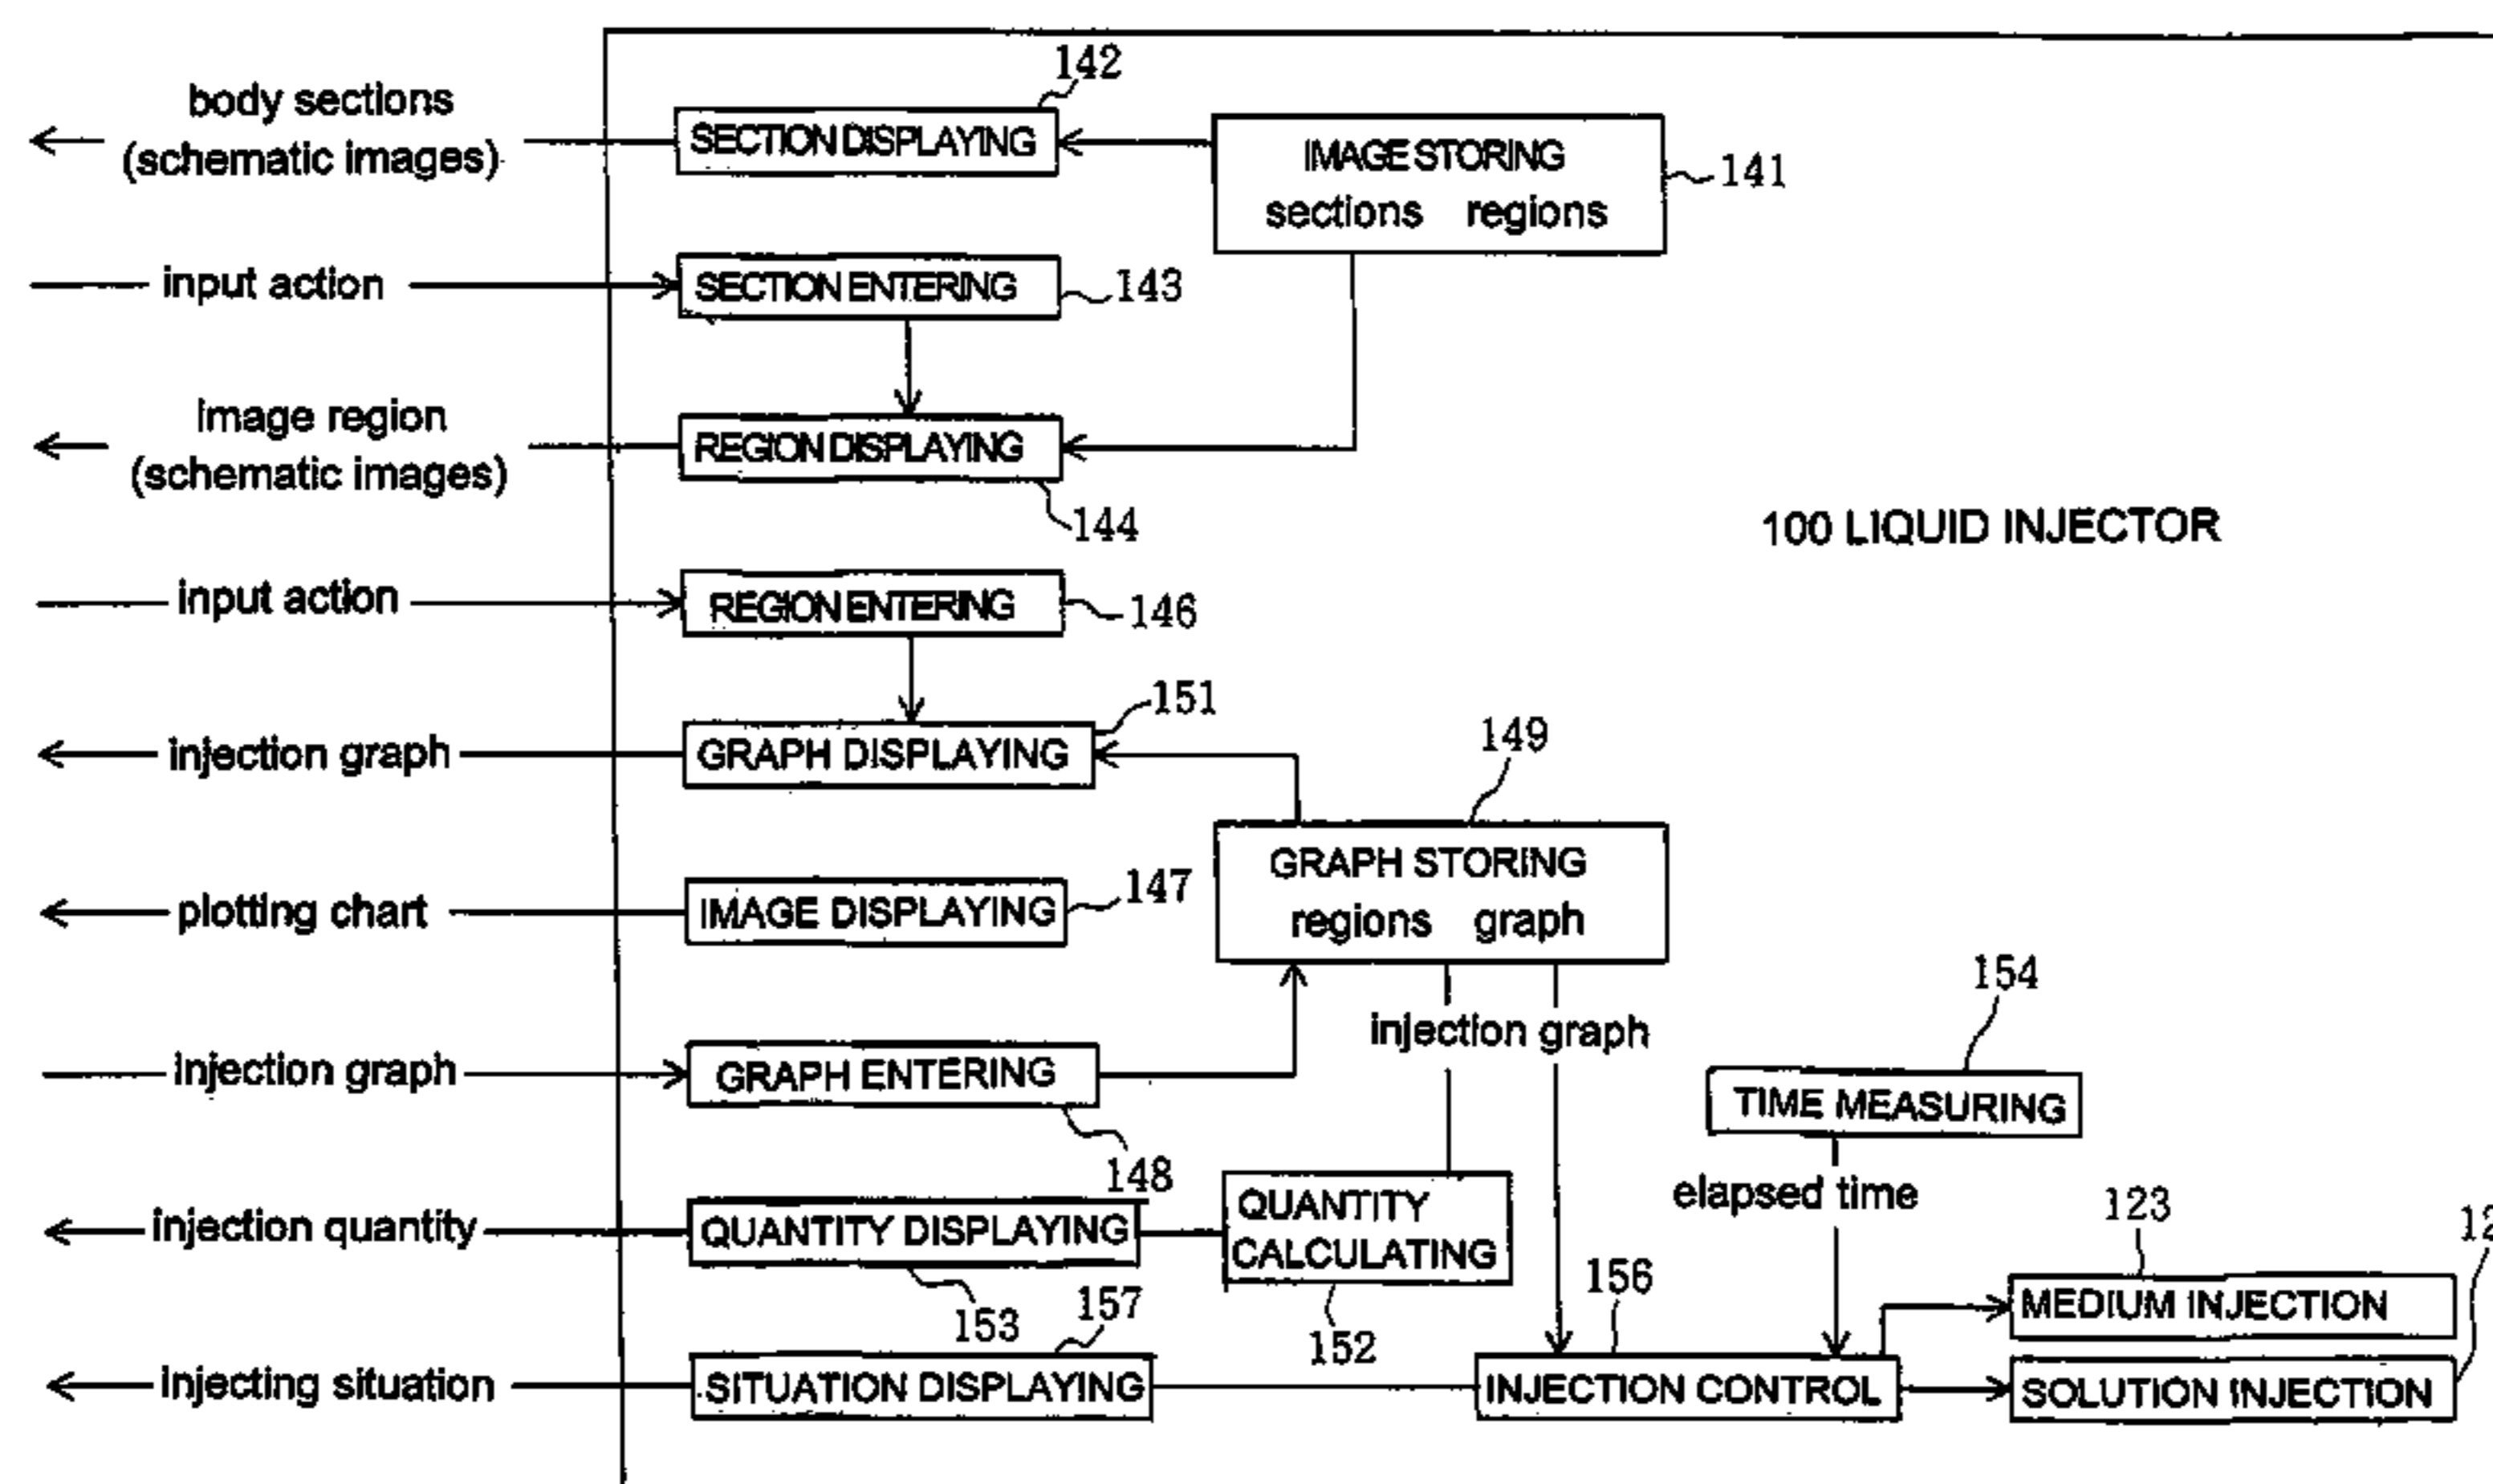 142
body sections
(schematic images)
SECTION DISPLAYING
IMAGE STORING
sections regions
141
input action
SECTION ENTERING
143
image region
(schematic images)
REGION DISPLAYING
144
100 LIQUID INJECTOR
input action
REGION ENTERING
146
151
injection graph
GRAPH DISPLAYING
149
GRAPH STORING
regions graph
plotting chart
IMAGE DISPLAYING
147
154
injection graph
injection graph
GRAPH ENTERING
TIME MEASURING
148
elapsed time
123
injection quantity
QUANTITY DISPLAYING
QUANTITY
CALCULATING
153
157
152
156
MEDIUM INJECTION
injecting situation
SITUATION DISPLAYING
INJECTION CONTROL
SOLUTION INJECTION